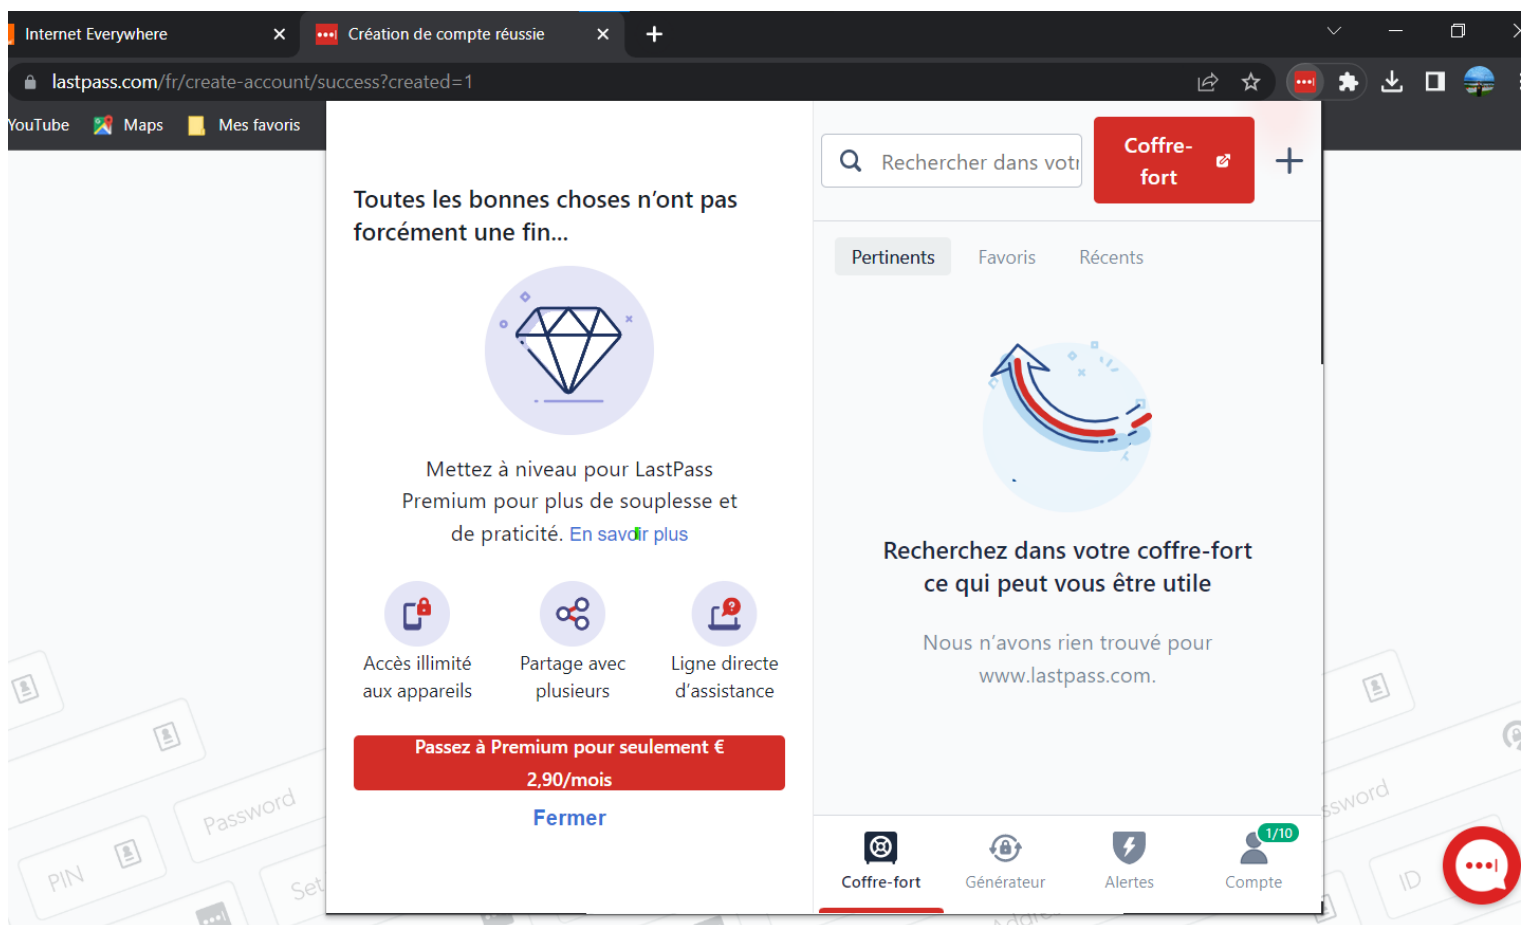 Internet Everywhere
Création de compte réussie
lastpass.com/fr/create-account/success?created=1
YouTube
Maps
Mes favoris
Toutes les bonnes choses n’ont pas
forcément une fin...
Mettez à niveau pour LastPass
Premium pour plus de souplesse et
de praticité. En savoir plus
Accès illimité
aux appareils
Partage avec
plusieurs
Ligne directe
d’assistance
Passez à Premium pour seulement €
2,90/mois
Fermer
Rechercher dans votr
Coffre-
fort
Pertinents
Favoris
Récents
Recherchez dans votre coffre-fort
ce qui peut vous être utile
Nous n’avons rien trouvé pour
www.lastpass.com.
Coffre-fort
Générateur
Alertes
1/10
Compte
Password
PIN
Set
Addre
ssword
ID